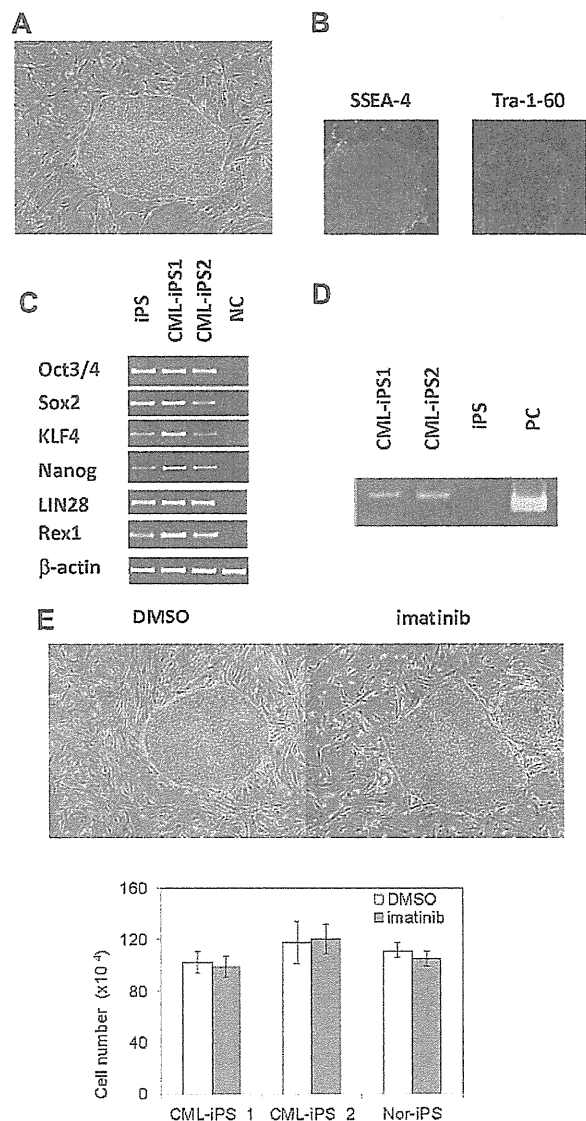 A
B
SSEA-4 Tra-1-60
C
iPS CML-iPS1 CML-iPS2 NC
Oct3/4
Sox2
KLF4
Nanog
LIN28
Rex1
β-actin
D
CML-iPS1 CML-iPS2 iPS PC
E
DMSO imatinib
160
120
80
40
0
Cell number (x10⁴)
DMSO
imatinib
CML-iPS 1 CML-iPS 2 Nor-iPS